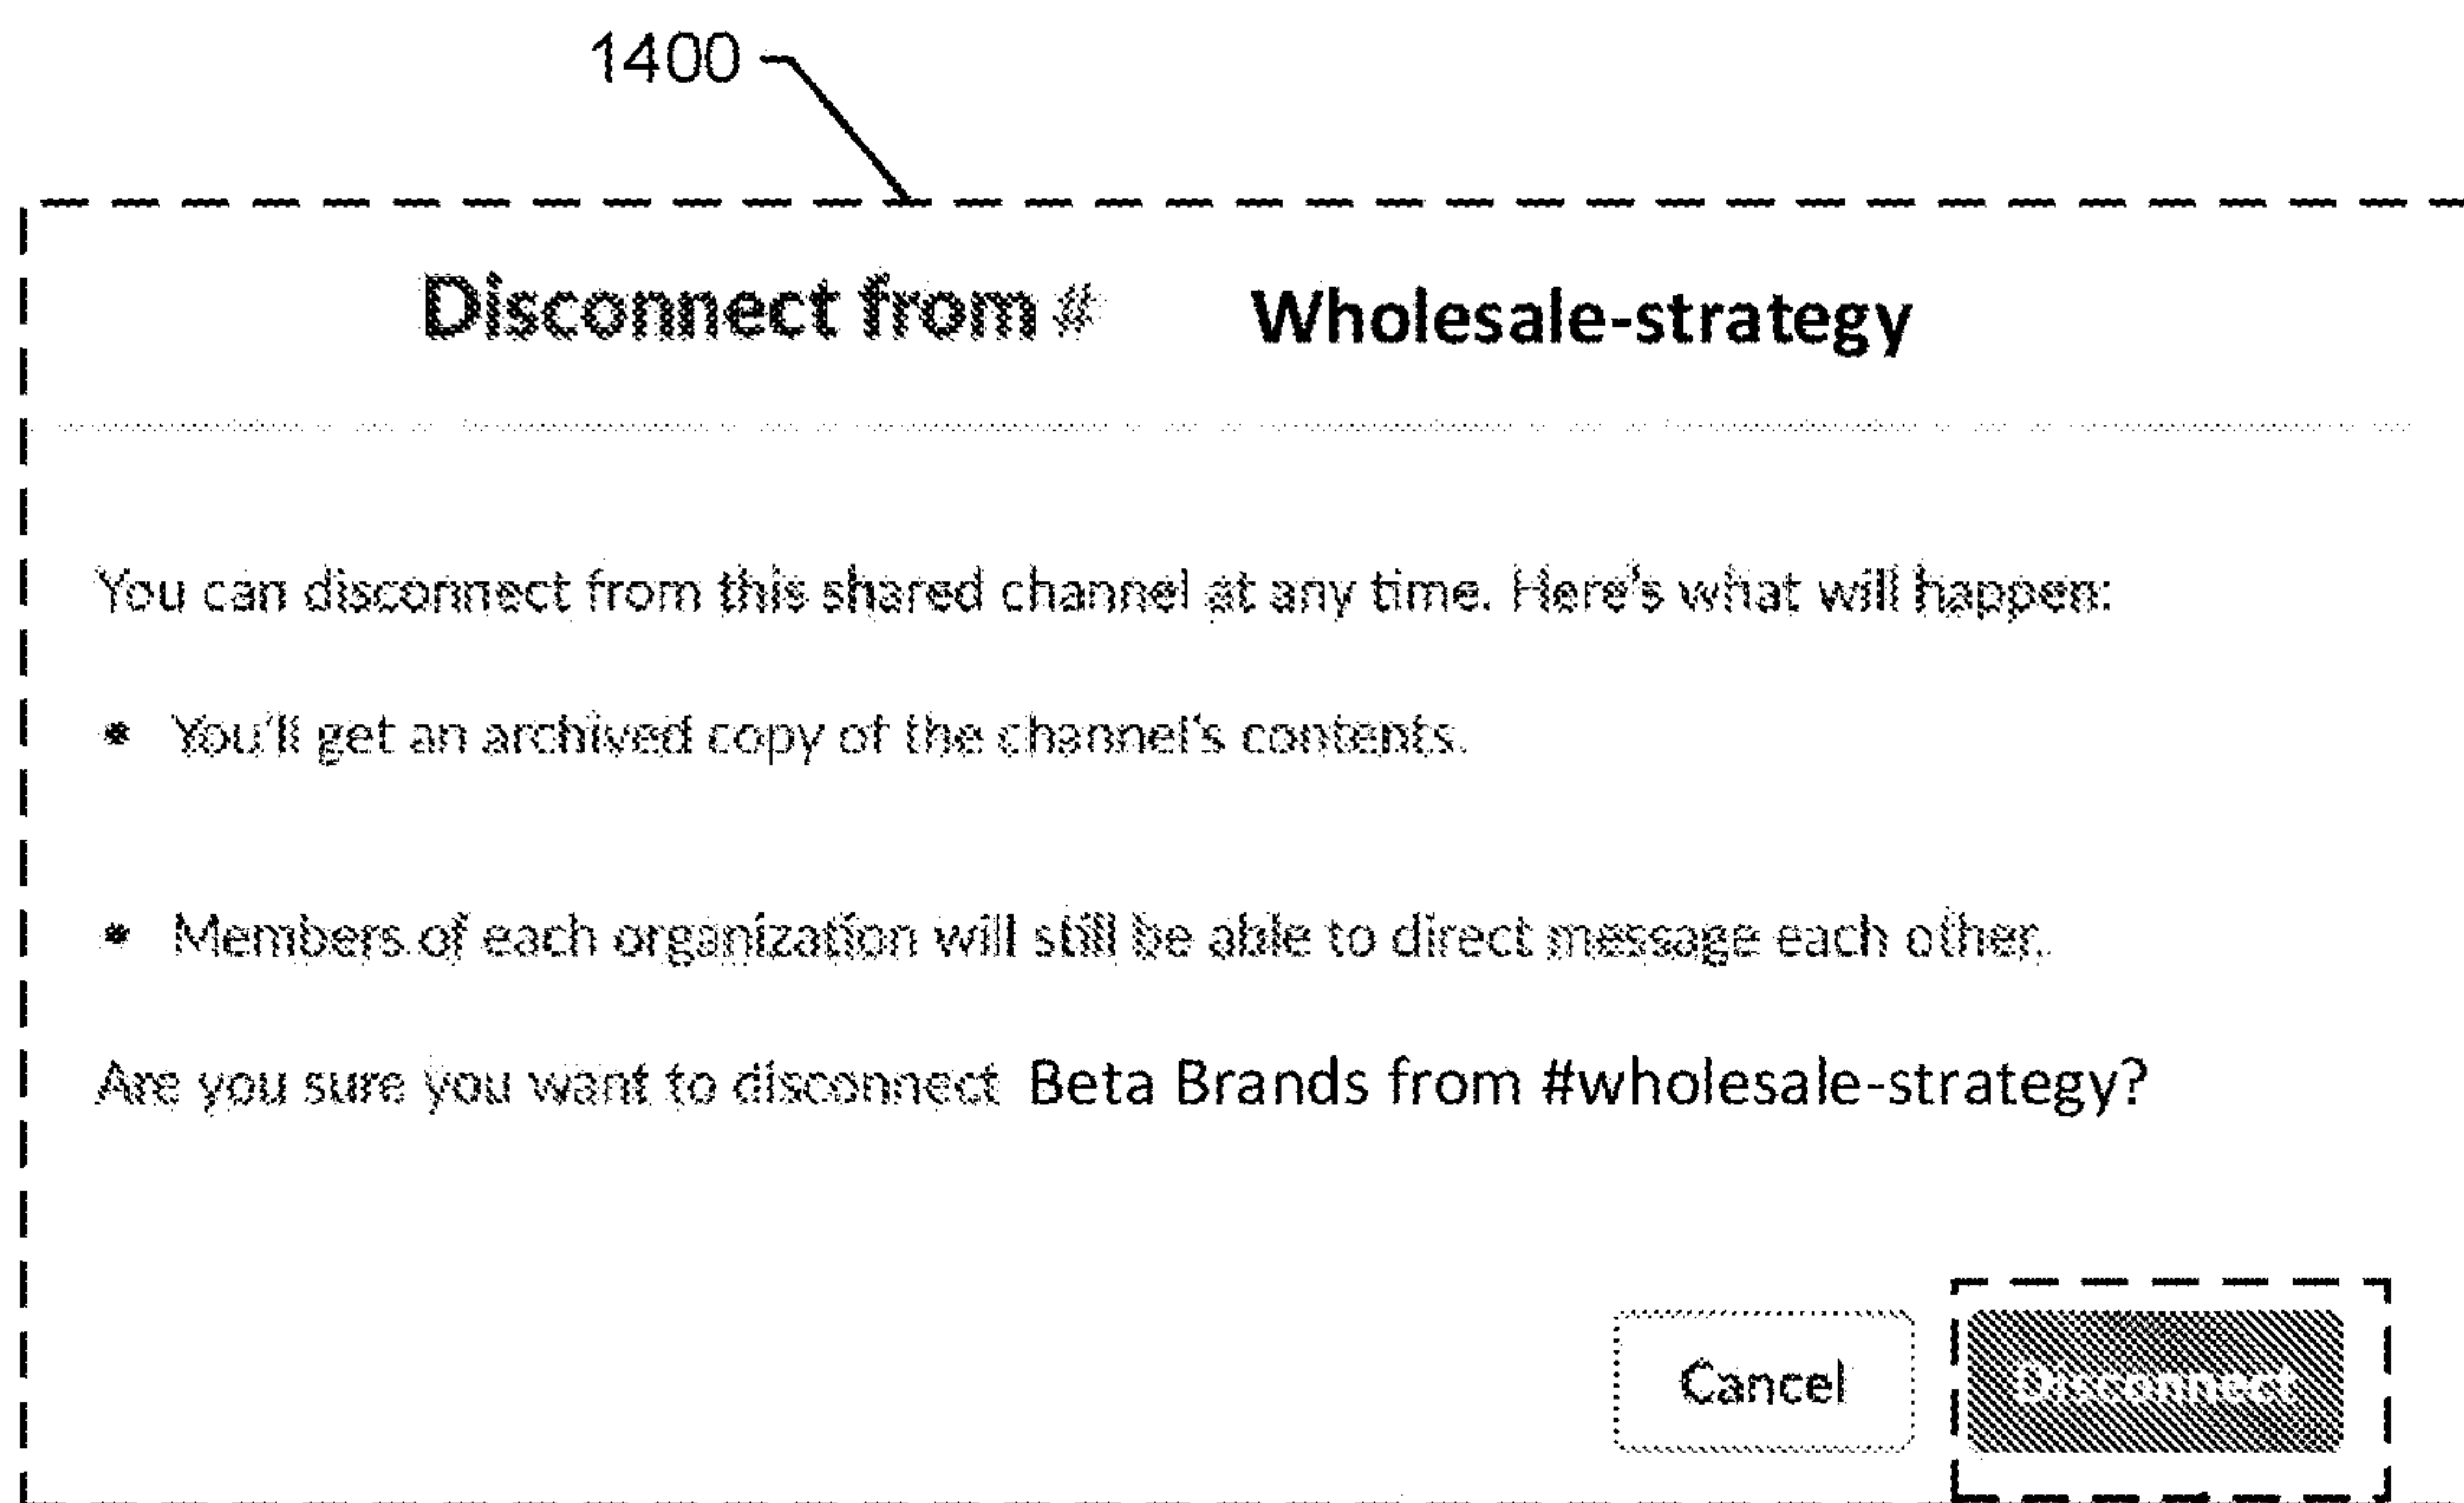 1400
Disconnect from # Wholesale-strategy
You can disconnect from this shared channel at any time. Here's what will happen:
• You'll get an archived copy of the channel's contents.
• Members of each organization will still be able to direct message each other.
Are you sure you want to disconnect Beta Brands from #wholesale-strategy?
Cancel Disconnect